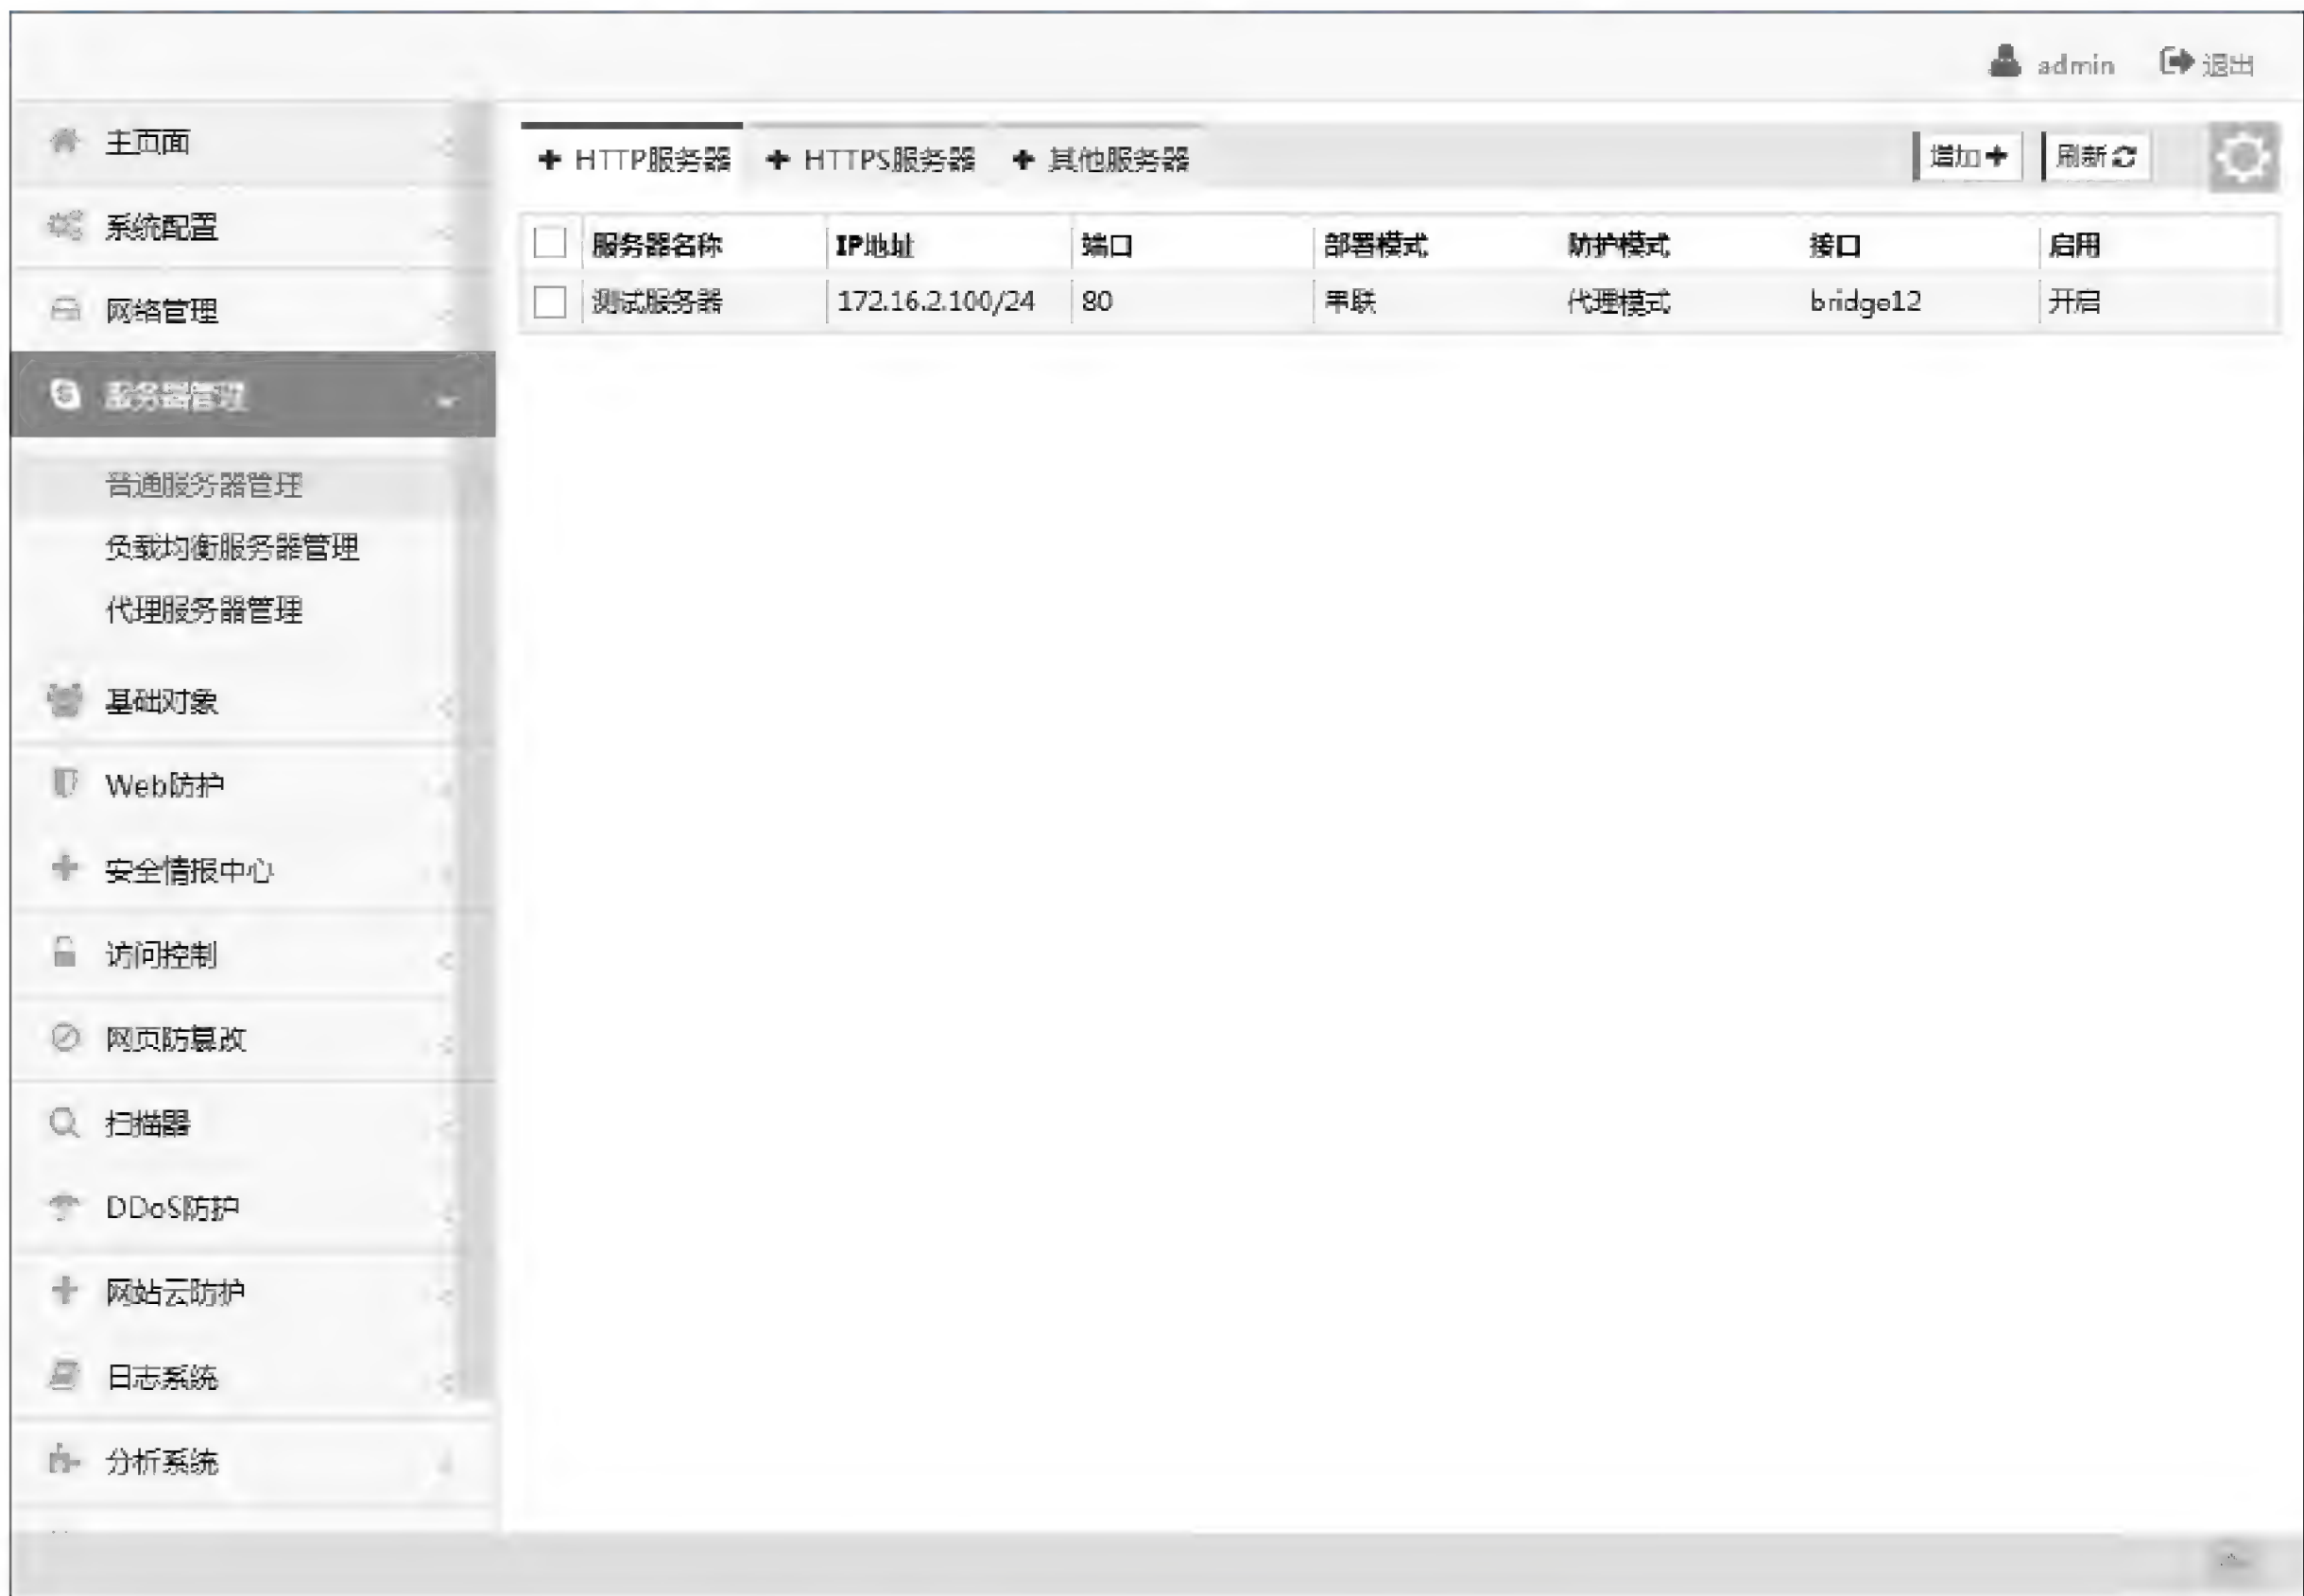 admin 退出
主页面
系统配置
网络管理
服务器管理
普通服务器管理
负载均衡服务器管理
代理服务器管理
基础对象
Web防护
安全情报中心
访问控制
网页防篡改
扫描器
DDoS防护
网站云防护
日志系统
分析系统
HTTP服务器 HTTPS服务器 其他服务器 增加 刷新
服务器名称 IP地址 端口 部署模式 防护模式 接口 启用
测试服务器 172.16.2.100/24 80 串联 代理模式 bridge12 开启